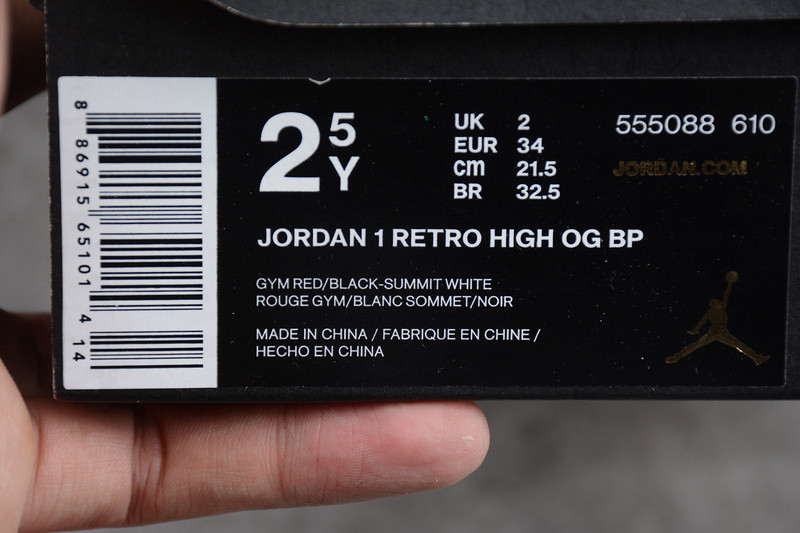 8 86915 65101 4 14
2 5Y
UK 2
EUR 34
cm 21.5
BR 32.5
555088 610
JORDAN.COM
JORDAN 1 RETRO HIGH OG BP
GYM RED/BLACK-SUMMIT WHITE
ROUGE GYM/BLANC SOMMET/NOIR
MADE IN CHINA / FABRIQUE EN CHINE /
HECHO EN CHINA